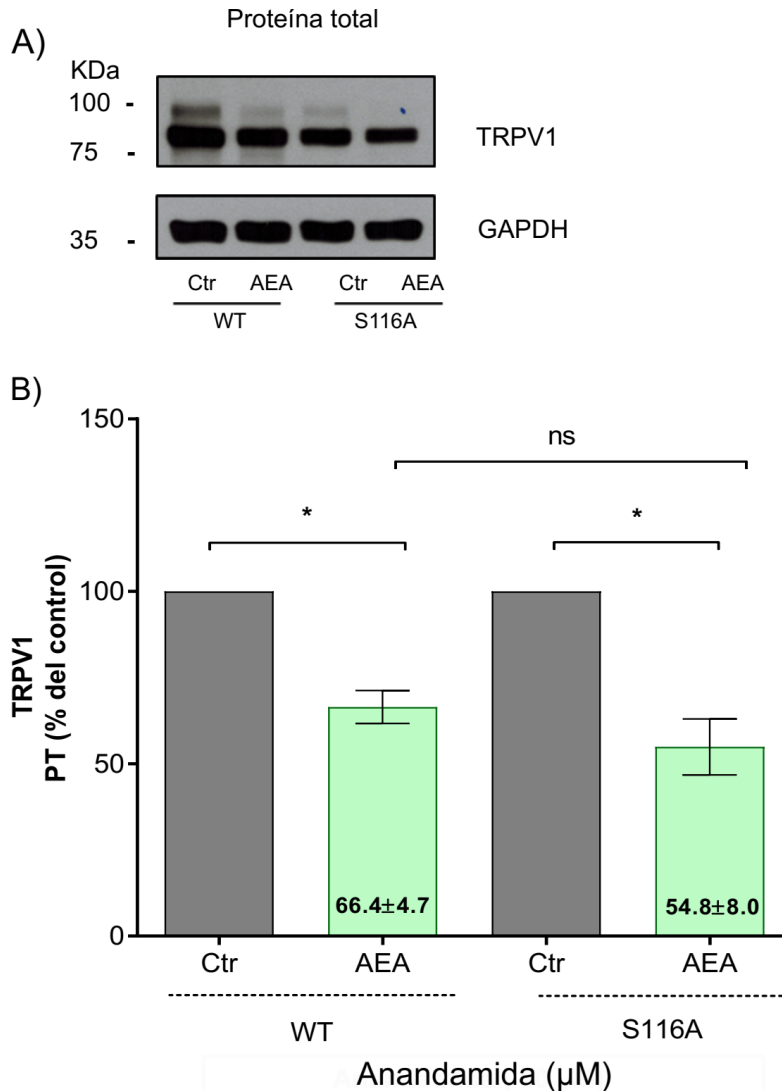 Proteína total
A)
KDa
100 -
75 -
TRPV1
35 -
GAPDH
Ctr AEA Ctr AEA
WT S116A
B)
150
ns
* *
100
TRPV1
PT (% del control)
50
66.4±4.7 54.8±8.0
0
Ctr AEA Ctr AEA
WT S116A
Anandamida (µM)